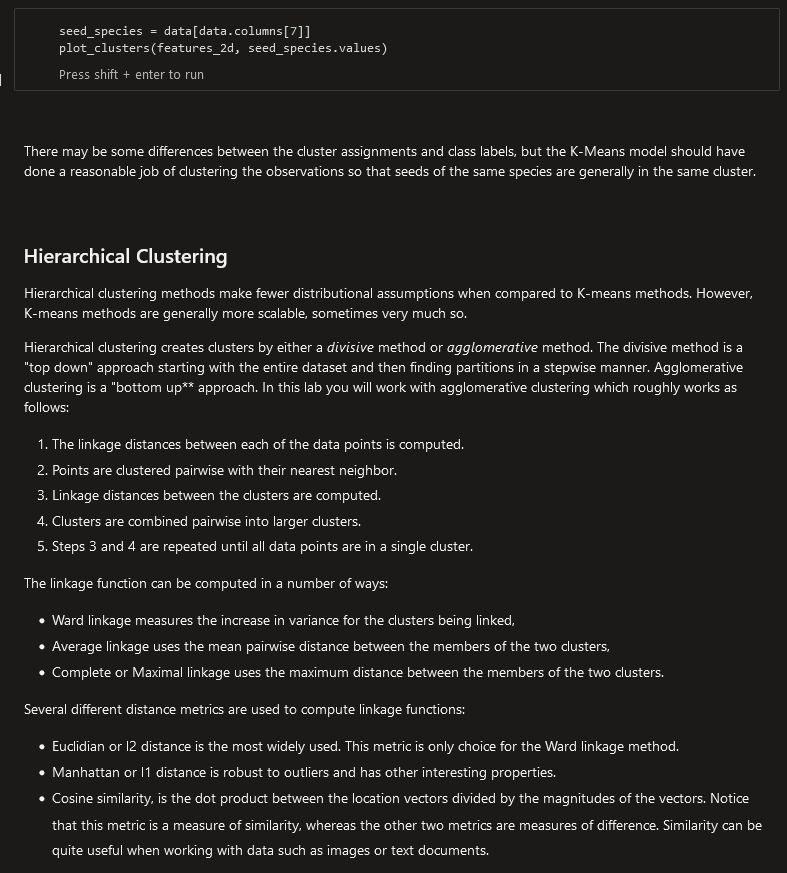 seed_species = data[data.columns[7]]
plot_clusters(features_2d, seed_species.values)
Press shift + enter to run
There may be some differences between the cluster assignments and class labels, but the K-Means model should have
done a reasonable job of clustering the observations so that seeds of the same species are generally in the same cluster.
Hierarchical Clustering
Hierarchical clustering methods make fewer distributional assumptions when compared to K-means methods. However,
K-means methods are generally more scalable, sometimes very much so.
Hierarchical clustering creates clusters by either a divisive method or agglomerative method. The divisive method is a
"top down" approach starting with the entire dataset and then finding partitions in a stepwise manner. Agglomerative
clustering is a "bottom up** approach. In this lab you will work with agglomerative clustering which roughly works as
follows:
1. The linkage distances between each of the data points is computed.
2. Points are clustered pairwise with their nearest neighbor.
3. Linkage distances between the clusters are computed.
4. Clusters are combined pairwise into larger clusters.
5. Steps 3 and 4 are repeated until all data points are in a single cluster.
The linkage function can be computed in a number of ways:
• Ward linkage measures the increase in variance for the clusters being linked,
• Average linkage uses the mean pairwise distance between the members of the two clusters,
• Complete or Maximal linkage uses the maximum distance between the members of the two clusters.
Several different distance metrics are used to compute linkage functions:
• Euclidian or l2 distance is the most widely used. This metric is only choice for the Ward linkage method.
• Manhattan or l1 distance is robust to outliers and has other interesting properties.
• Cosine similarity, is the dot product between the location vectors divided by the magnitudes of the vectors. Notice
that this metric is a measure of similarity, whereas the other two metrics are measures of difference. Similarity can be
quite useful when working with data such as images or text documents.